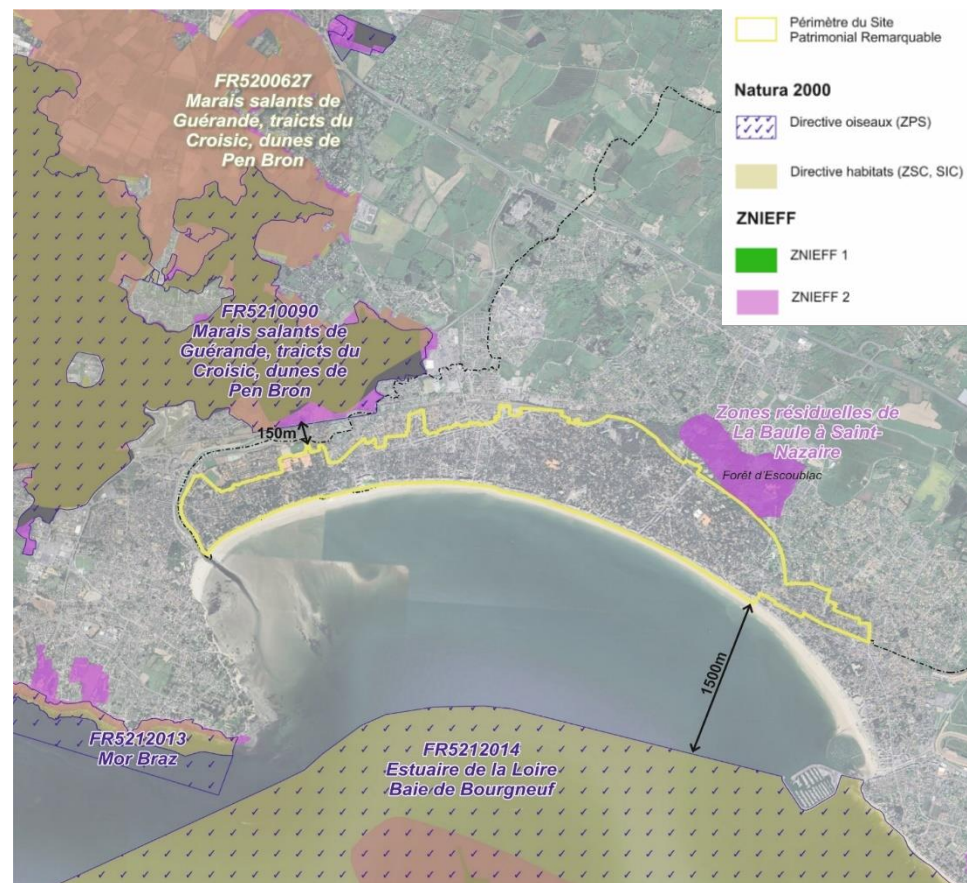 Périmètre du Site
Patrimonial Remarquable
Natura 2000
Directive oiseaux (ZPS)
Directive habitats (ZSC, SIC)
ZNIEFF
ZNIEFF 1
ZNIEFF 2
FR5200627
Marais salants de
Guérande, traicts du
Croisic, dunes de
Pen Bron
FR5210090
Marais salants de
Guérande, traicts du
Croisic, dunes de
Pen Bron
150m
Zones résiduelles de
La Baule à Saint-
Nazaire
Forêt d'Escoublac
1500m
FR5212013
Mor Braz
FR5212014
Estuaire de la Loire
Baie de Bourgneuf